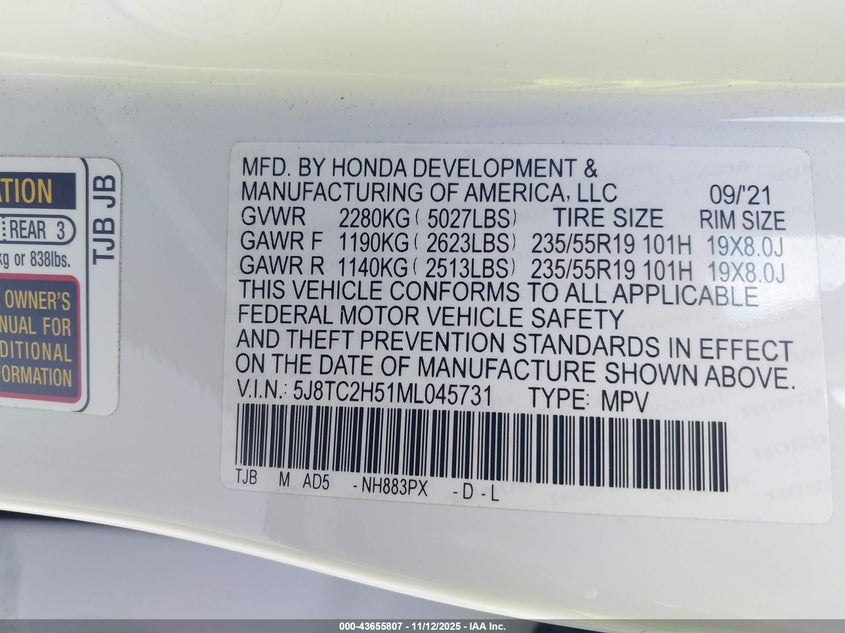 ATION
REAR 3
kg or 838lbs.
OWNER'S
NUAL FOR
DITIONAL
FORMATION
TJB JB
MFD. BY HONDA DEVELOPMENT &
MANUFACTURING OF AMERICA, LLC 09/'21
GVWR 2280KG ( 5027LBS) TIRE SIZE RIM SIZE
GAWR F 1190KG ( 2623LBS) 235/55R19 101H 19X8.0J
GAWR R 1140KG ( 2513LBS) 235/55R19 101H 19X8.0J
THIS VEHICLE CONFORMS TO ALL APPLICABLE
FEDERAL MOTOR VEHICLE SAFETY
AND THEFT PREVENTION STANDARDS IN EFFECT
ON THE DATE OF MANUFACTURE SHOWN ABOVE.
V.I.N.: 5J8TC2H51ML045731 TYPE: MPV
TJB M AD5 -NH883PX -D-L
000-43655807 - 11/12/2025 - IAA Inc.